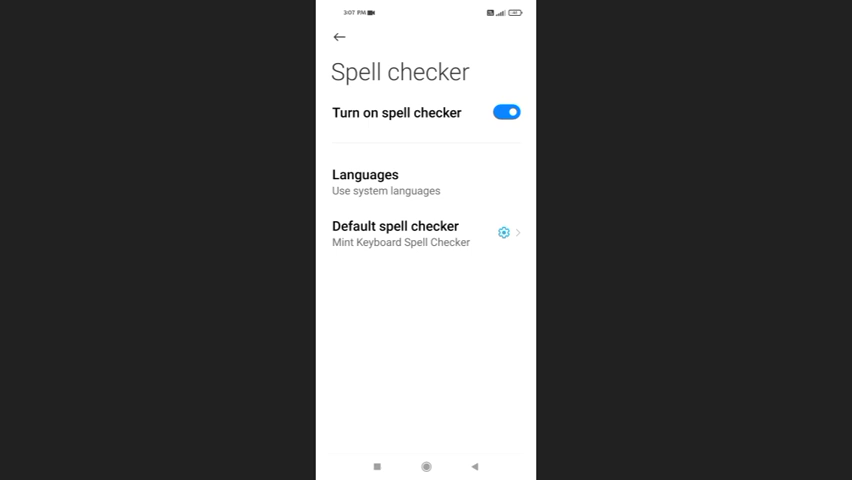 3:07 PM
Spell checker
Turn on spell checker
Languages
Use system languages
Default spell checker
Mint Keyboard Spell Checker